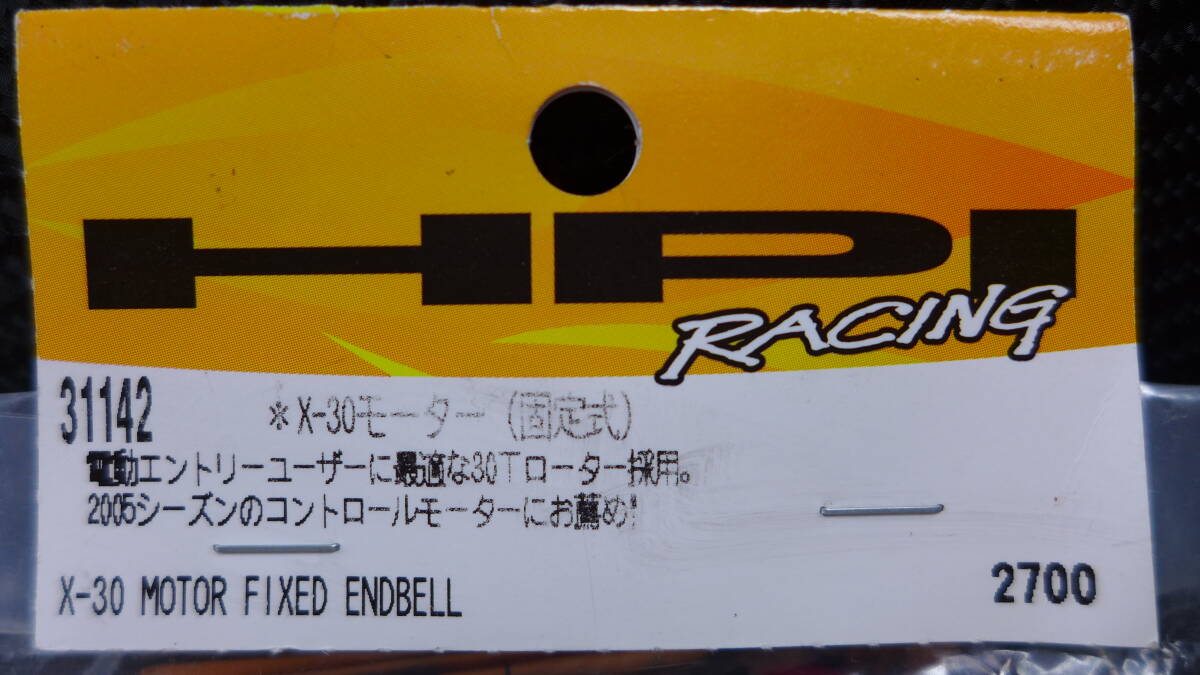 HPI
RACING
31142 *X-30モーター (固定式)
電動エントリーユーザーに最適な30Tローター採用。
2005シーズンのコントロールモーターにお薦め!
X-30 MOTOR FIXED ENDBELL 2700